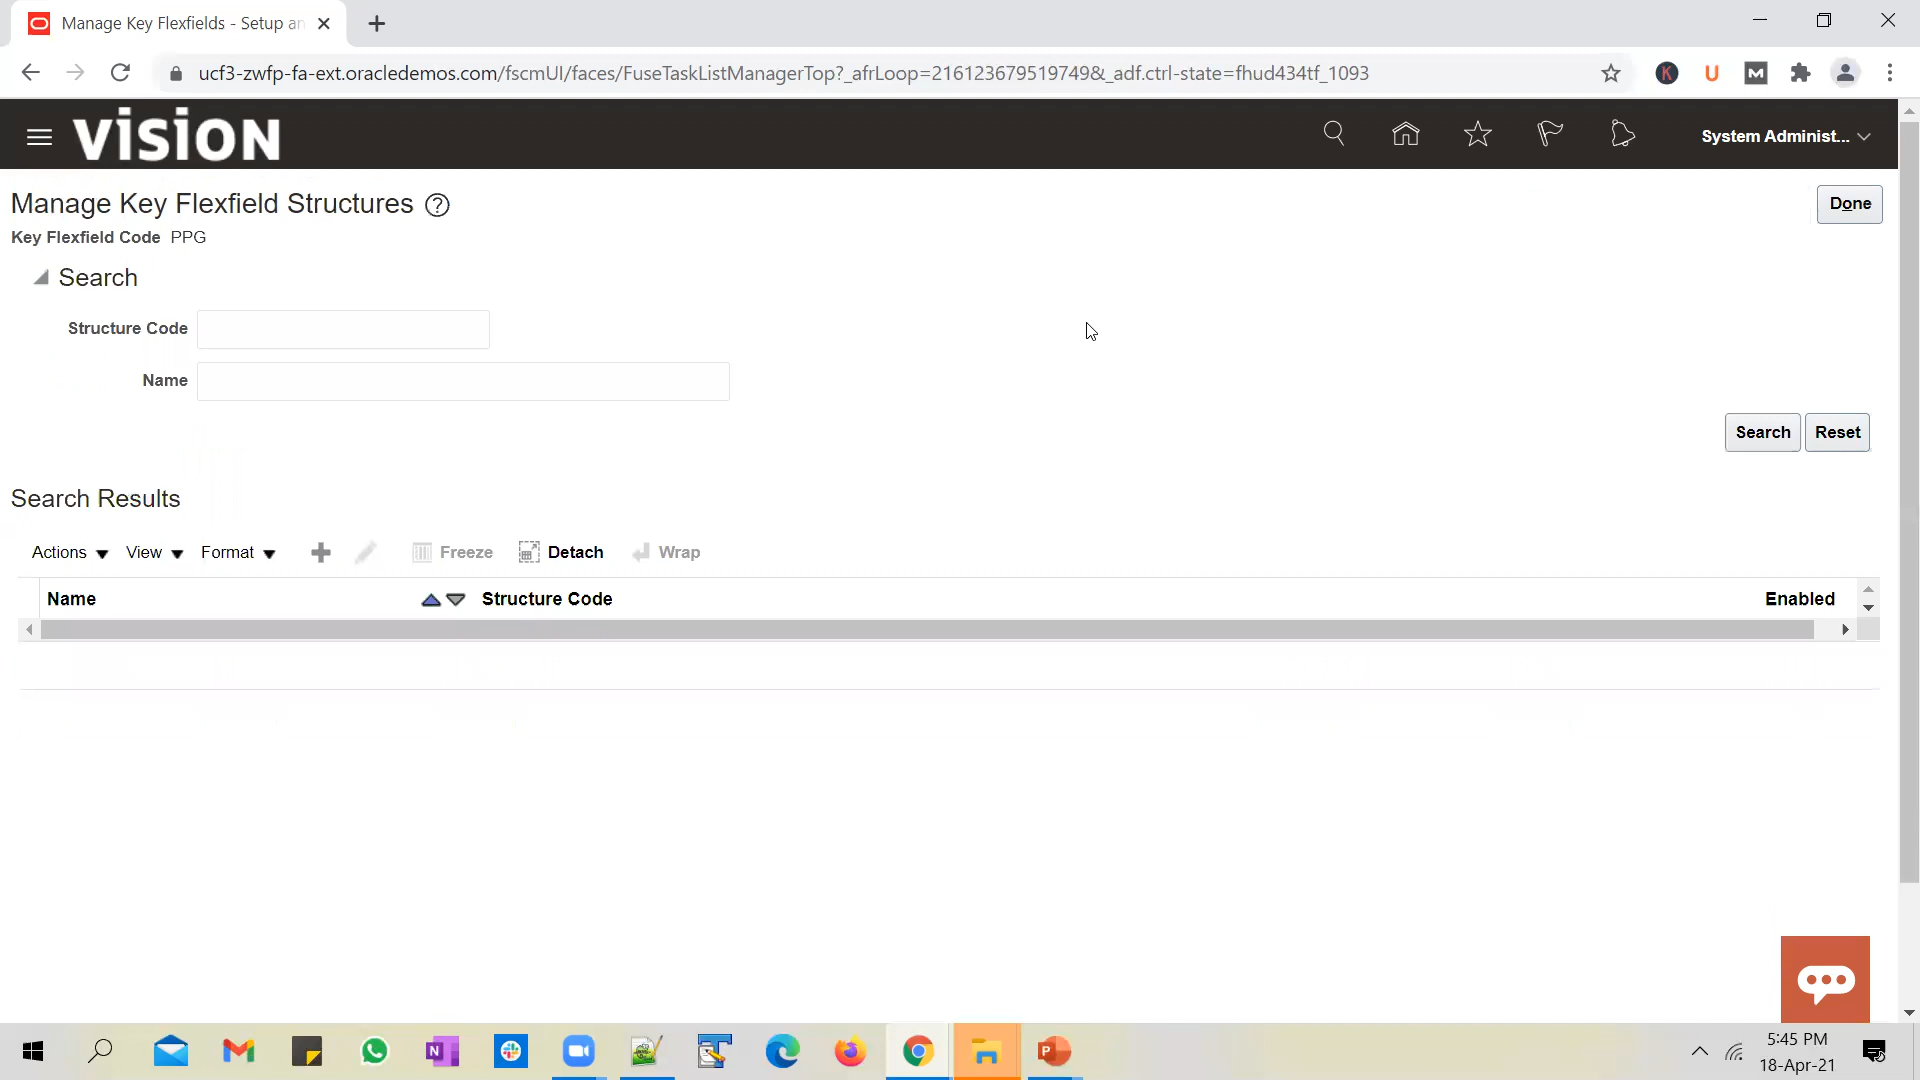 Manage Key Flexfields - Setup an
ucf3-zwfp-fa-ext.oracledemos.com/fscmUI/faces/FuseTaskListManagerTop?_afrLoop=216123679519749&_adf.ctrl-state=fhud434tf_1093
VISION
System Administ...
Manage Key Flexfield Structures
Done
Key Flexfield Code PPG
Search
Structure Code
Name
Search Reset
Search Results
Actions View Format Freeze Detach Wrap
Name Structure Code Enabled
5:45 PM
18-Apr-21